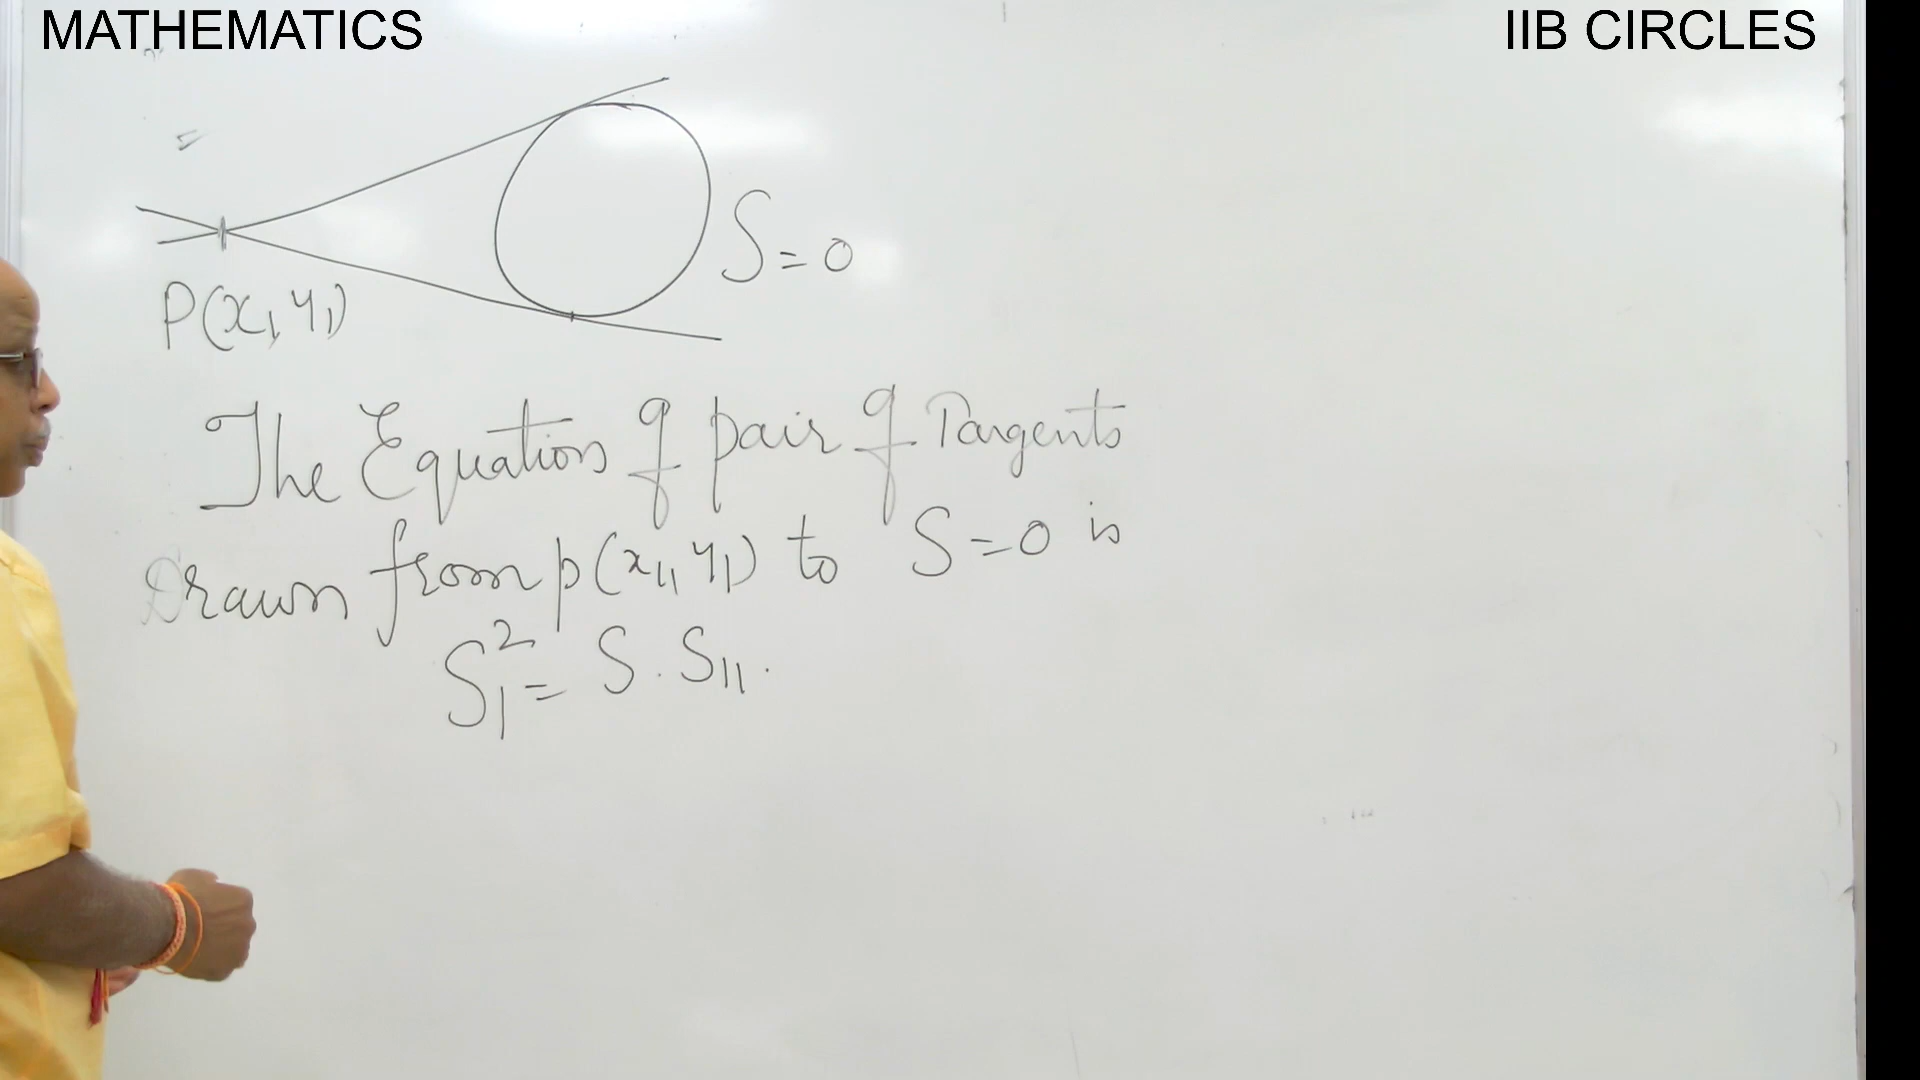 MATHEMATICS
IIB CIRCLES
S = 0
P(x₁, y₁)
The Equation of pair of Tangents
Drawn from p(x₁, y₁) to S = 0 is
S₁² = S . S₁₁ .